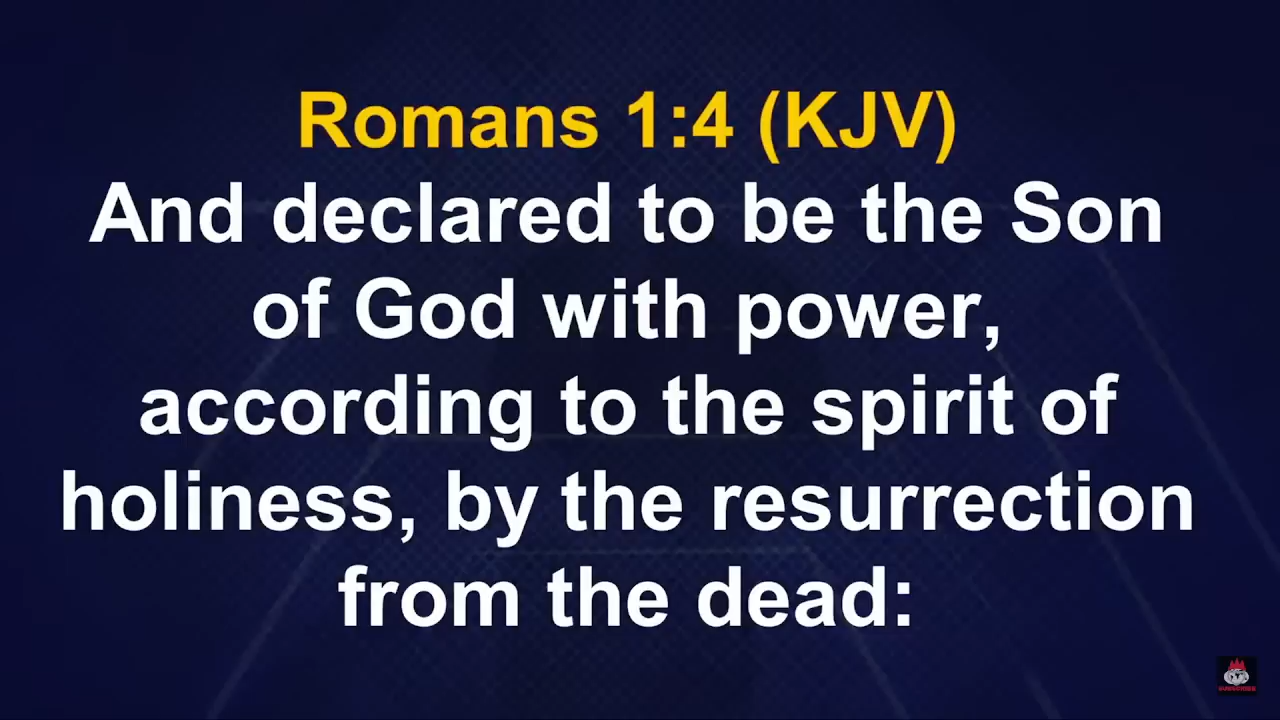 Romans 1:4 (KJV)
And declared to be the Son
of God with power,
according to the spirit of
holiness, by the resurrection
from the dead:
SUBSCRIBE